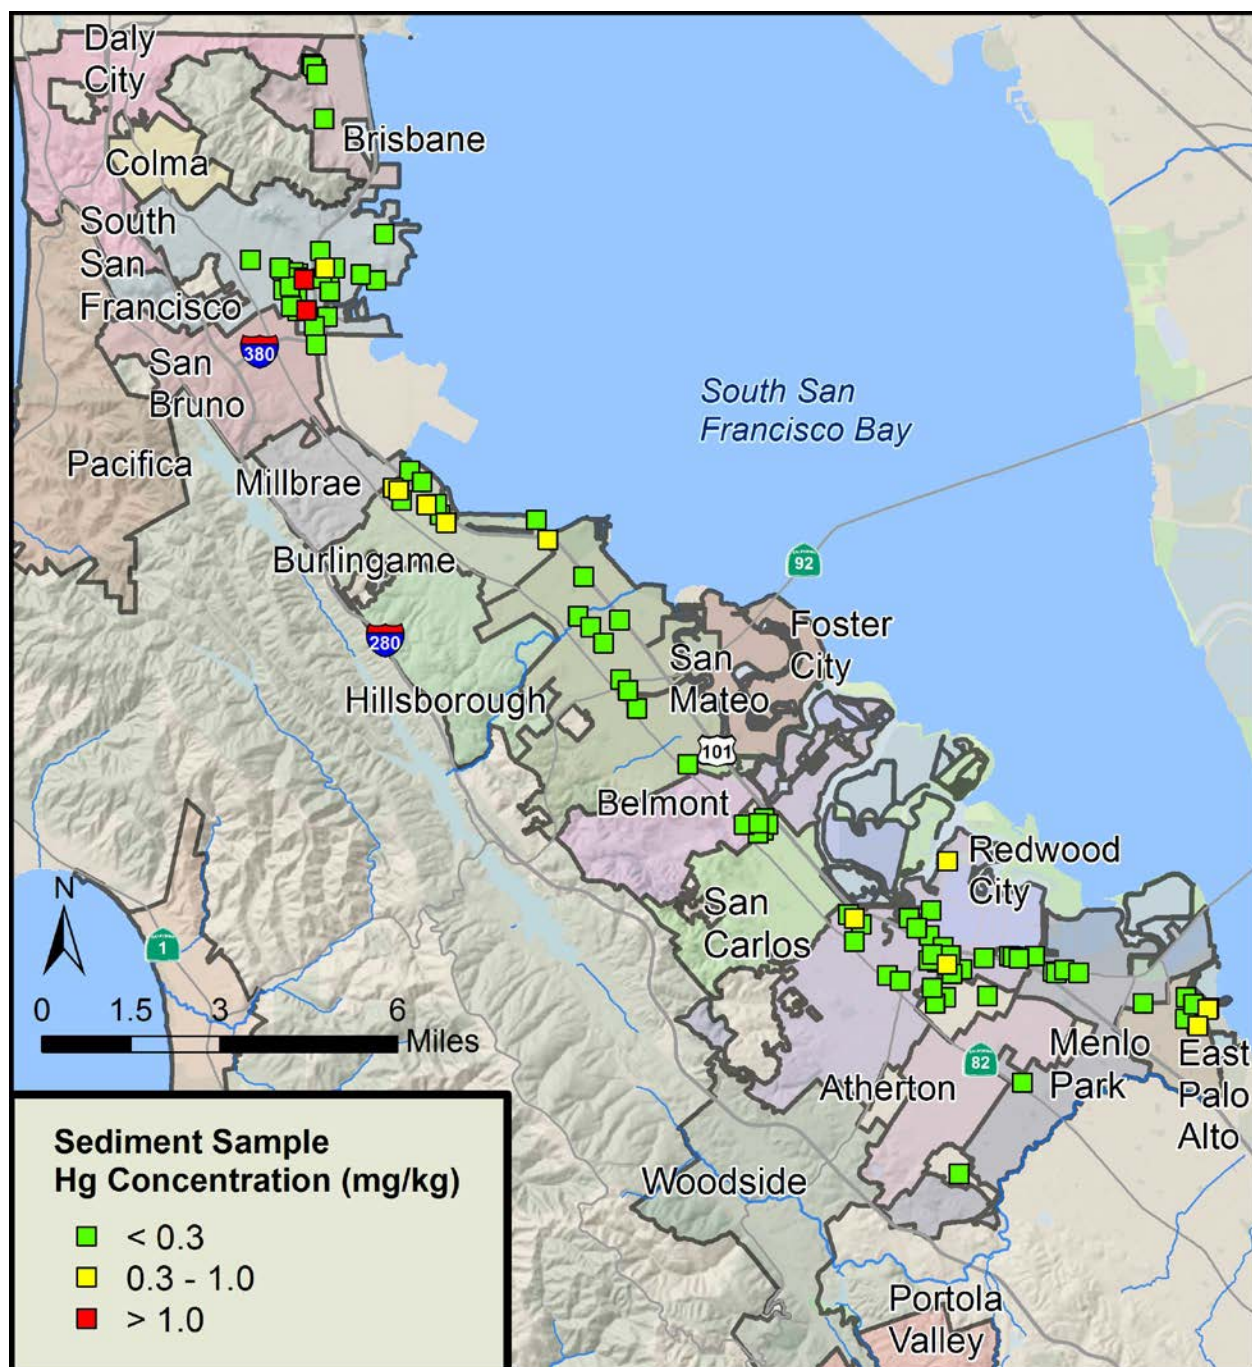 Daly
City
Brisbane
Colma
South
San
Francisco
380
San
Bruno
South San
Francisco Bay
Pacifica
Millbrae
Burlingame
CALIFORNIA
92
280
Foster
City
San
Mateo
Hillsborough
101
Belmont
Redwood
City
San
Carlos
N
1
0
1.5
3
6
Miles
Menlo
Park
82
East
Palo
Alto
Atherton
Woodside
Portola
Valley
Sediment Sample
Hg Concentration (mg/kg)
< 0.3
0.3 - 1.0
> 1.0